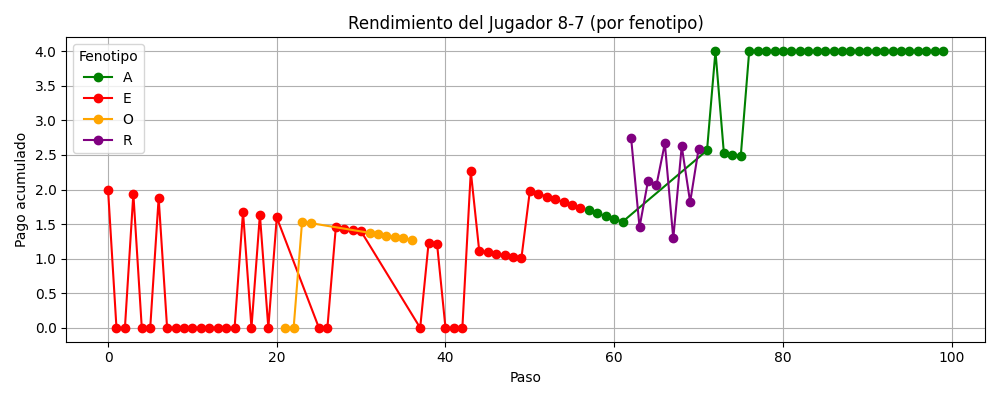 Rendimiento del Jugador 8-7 (por fenotipo)
Fenotipo
A
E
O
R
Pago acumulado
4.0
3.5
3.0
2.5
2.0
1.5
1.0
0.5
0.0
0 20 40 60 80 100
Paso